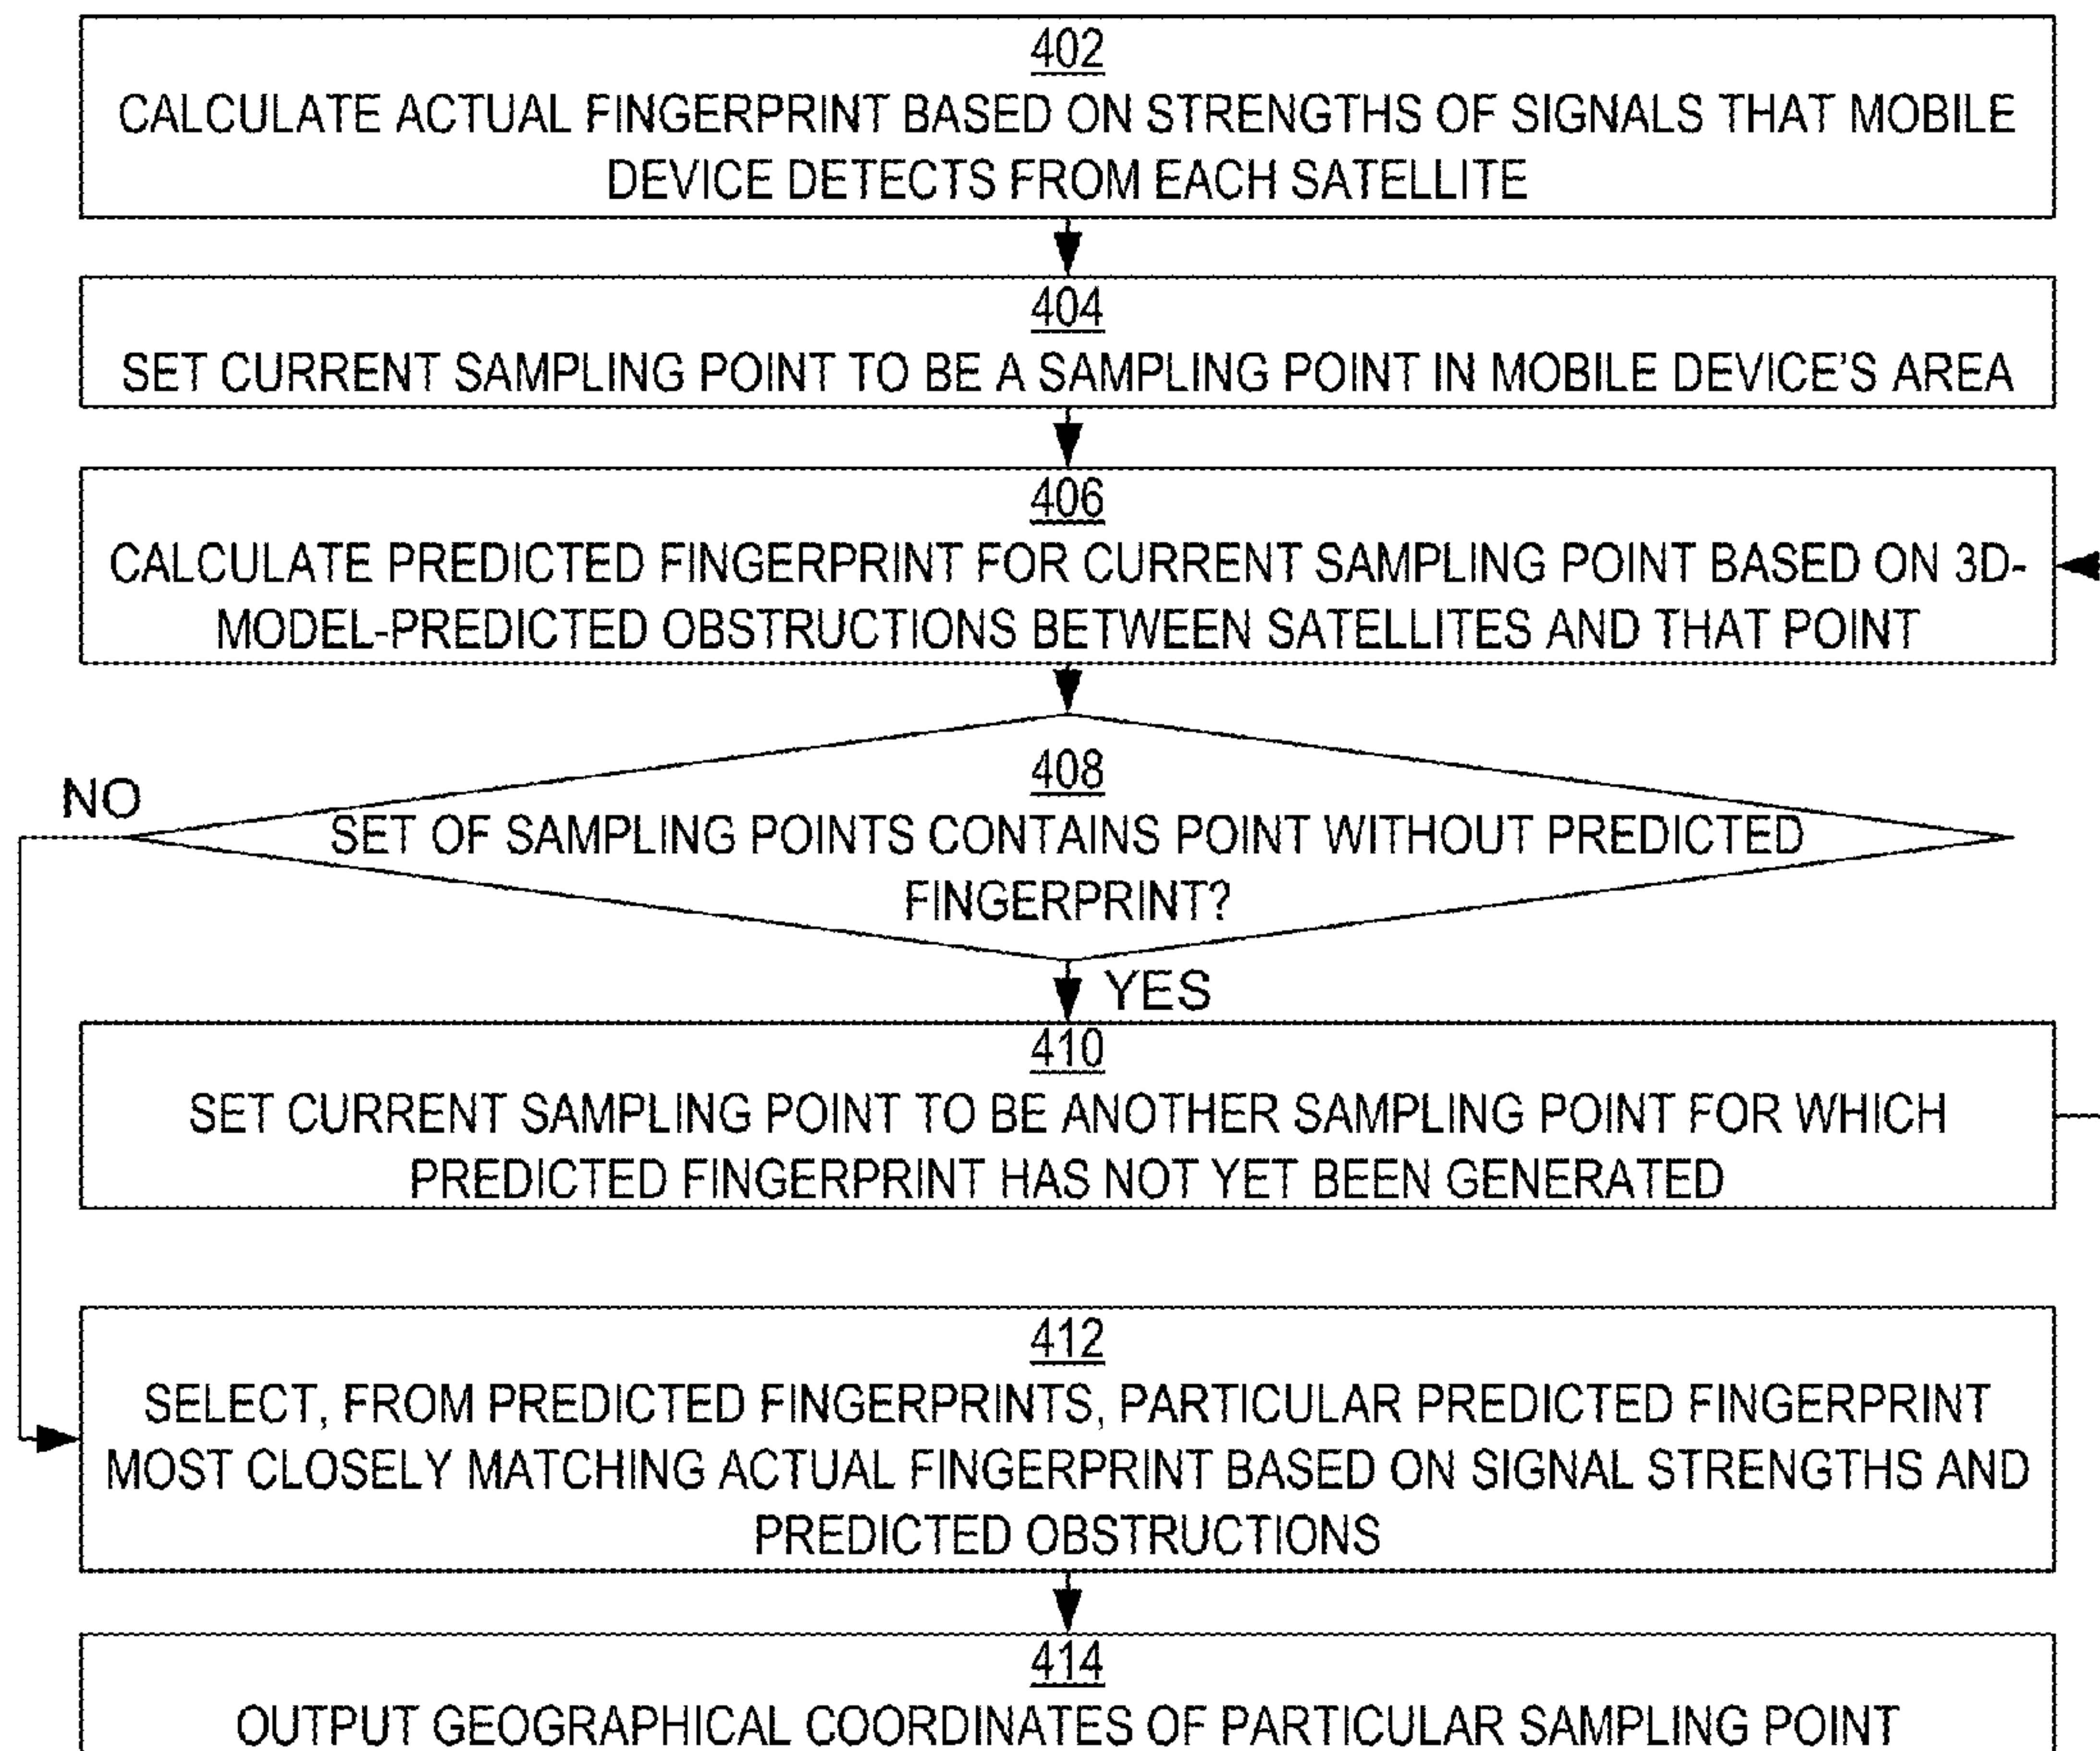 402
CALCULATE ACTUAL FINGERPRINT BASED ON STRENGTHS OF SIGNALS THAT MOBILE
DEVICE DETECTS FROM EACH SATELLITE
404
SET CURRENT SAMPLING POINT TO BE A SAMPLING POINT IN MOBILE DEVICE'S AREA
406
CALCULATE PREDICTED FINGERPRINT FOR CURRENT SAMPLING POINT BASED ON 3D-
MODEL-PREDICTED OBSTRUCTIONS BETWEEN SATELLITES AND THAT POINT
NO
408
SET OF SAMPLING POINTS CONTAINS POINT WITHOUT PREDICTED
FINGERPRINT?
YES
410
SET CURRENT SAMPLING POINT TO BE ANOTHER SAMPLING POINT FOR WHICH
PREDICTED FINGERPRINT HAS NOT YET BEEN GENERATED
412
SELECT, FROM PREDICTED FINGERPRINTS, PARTICULAR PREDICTED FINGERPRINT
MOST CLOSELY MATCHING ACTUAL FINGERPRINT BASED ON SIGNAL STRENGTHS AND
PREDICTED OBSTRUCTIONS
414
OUTPUT GEOGRAPHICAL COORDINATES OF PARTICULAR SAMPLING POINT